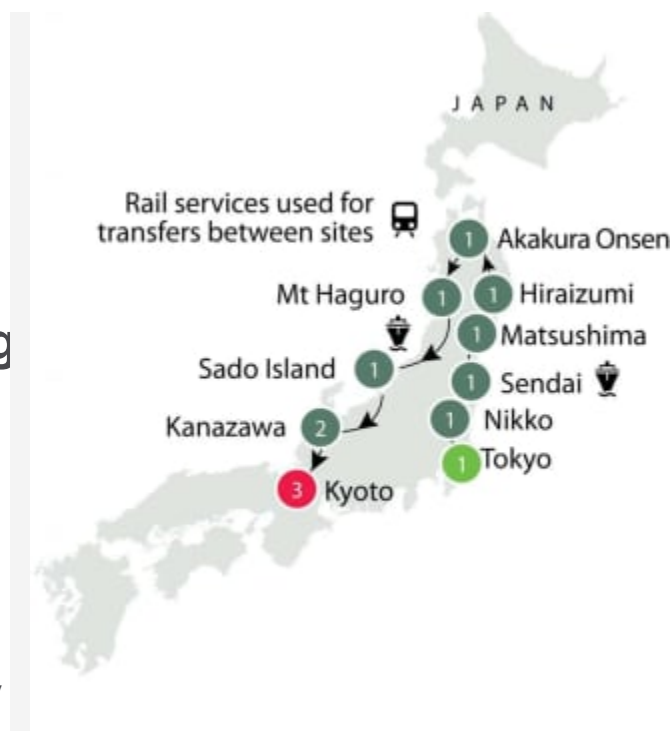 JAPAN
Rail services used for
transfers between sites
1 Akakura Onsen
Mt Haguro 1
1 Hiraizumi
1 Matsushima
Sado Island 1
1 Sendai
Kanazawa 2
1 Nikko
1 Tokyo
3 Kyoto
g